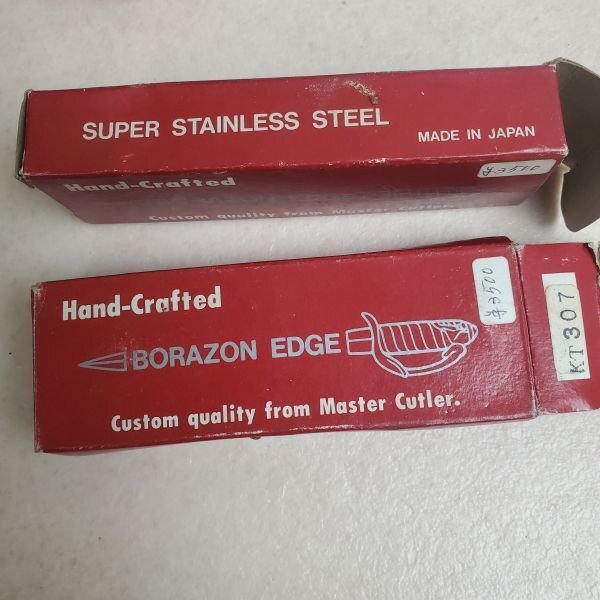 SUPER STAINLESS STEEL
MADE IN JAPAN
¥3500
Hand-Crafted
Custom quality from Master Cutler.
Hand-Crafted
BORAZON EDGE
Custom quality from Master Cutler.
¥3500
KT307